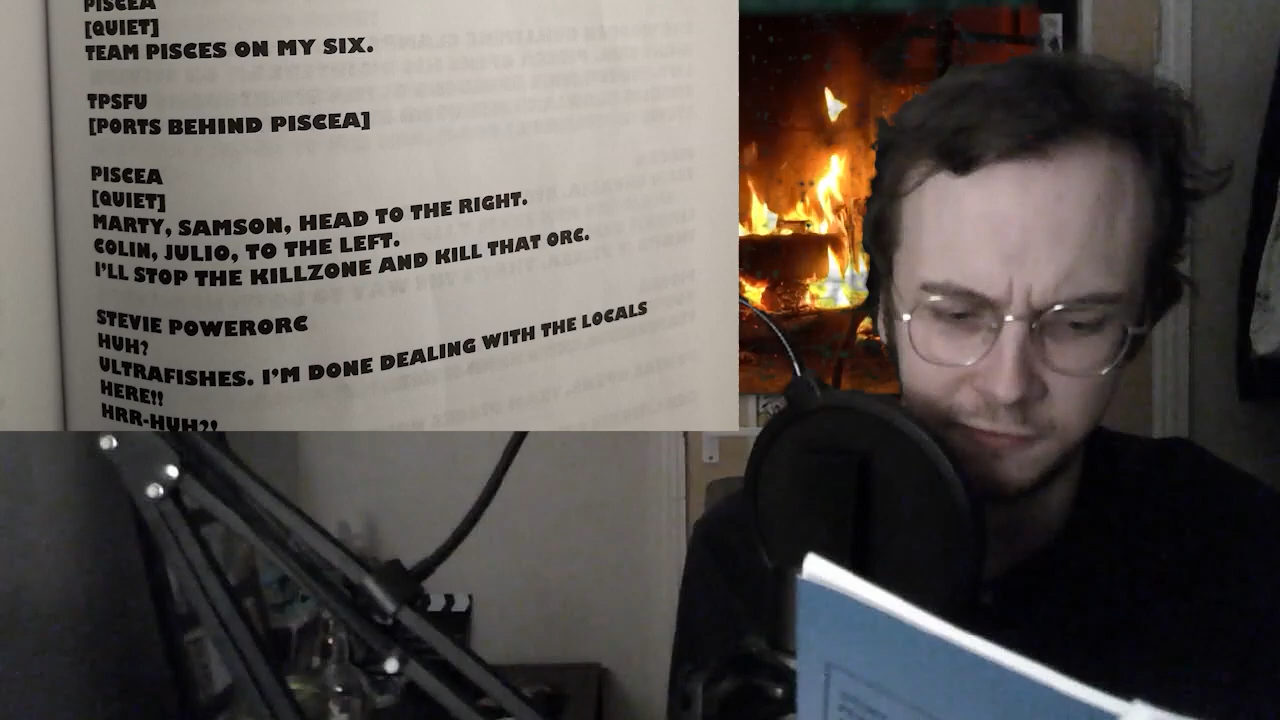 PISCEA
[QUIET]
TEAM PISCES ON MY SIX.
TPSFU
[PORTS BEHIND PISCEA]
PISCEA
[QUIET]
MARTY, SAMSON, HEAD TO THE RIGHT.
COLIN, JULIO, TO THE LEFT.
I'LL STOP THE KILLZONE AND KILL THAT ORC.
STEVIE POWERORC
HUH?
ULTRAFISHES. I'M DONE DEALING WITH THE LOCALS
HERE!!
HRR-HUH?!